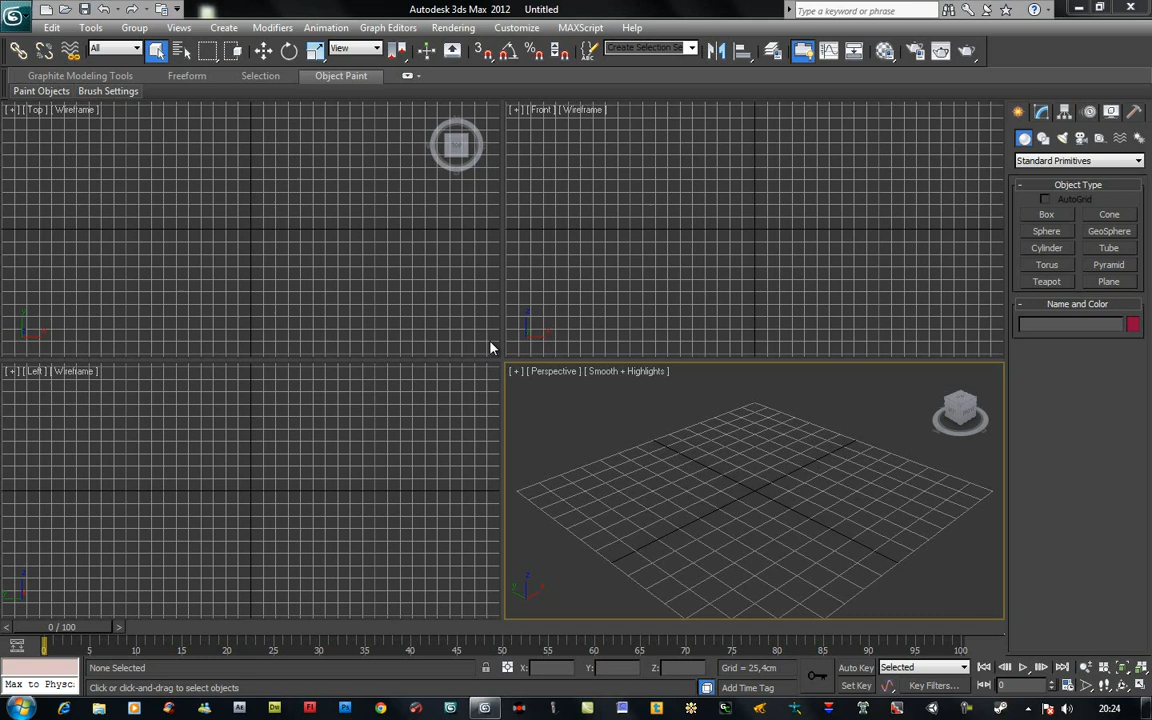 Autodesk 3ds Max 2012 Untitled
Type a keyword or phrase
Edit Tools Group Views Create Modifiers Animation Graph Editors Rendering Customize MAXScript Help
All
View
Create Selection Se
Graphite Modeling Tools Freeform Selection Object Paint
Paint Objects Brush Settings
[ + ] [ Top ] [ Wireframe ]
[ + ] [ Front ] [ Wireframe ]
TOP
Standard Primitives
Object Type
AutoGrid
Box Cone
Sphere GeoSphere
Cylinder Tube
Torus Pyramid
Teapot Plane
Name and Color
[ + ] [ Left ] [ Wireframe ]
[ + ] [ Perspective ] [ Smooth + Highlights ]
0 / 100
0 5 10 15 20 25 30 35 40 45 50 55 60 65 70 75 80 85 90 95 100
None Selected
X: Y: Z:
Grid = 25,4cm
Auto Key Selected
Max to Physc
Click or click-and-drag to select objects
Add Time Tag
Set Key Key Filters...
0
Ae Dw Fl Ps
20:24